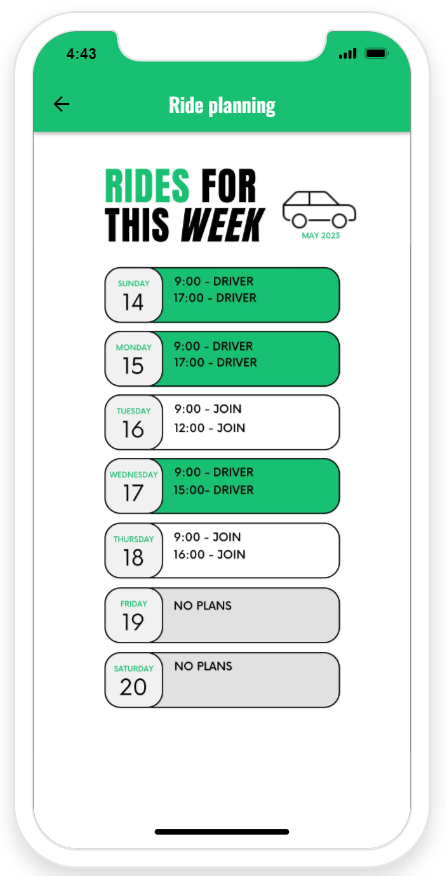 4:43
Ride planning
RIDES FOR
THIS WEEK
MAY 2023
SUNDAY
14
9:00 - DRIVER
17:00 - DRIVER
MONDAY
15
9:00 - DRIVER
17:00 - DRIVER
TUESDAY
16
9:00 - JOIN
12:00 - JOIN
WEDNESDAY
17
9:00 - DRIVER
15:00- DRIVER
THURSDAY
18
9:00 - JOIN
16:00 - JOIN
FRIDAY
19
NO PLANS
SATURDAY
20
NO PLANS